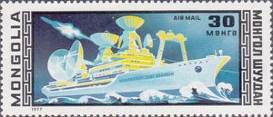 MONGOLIA
AIR MAIL
30
МӨНГӨ
МОНГОЛ ШУУДАН
1977